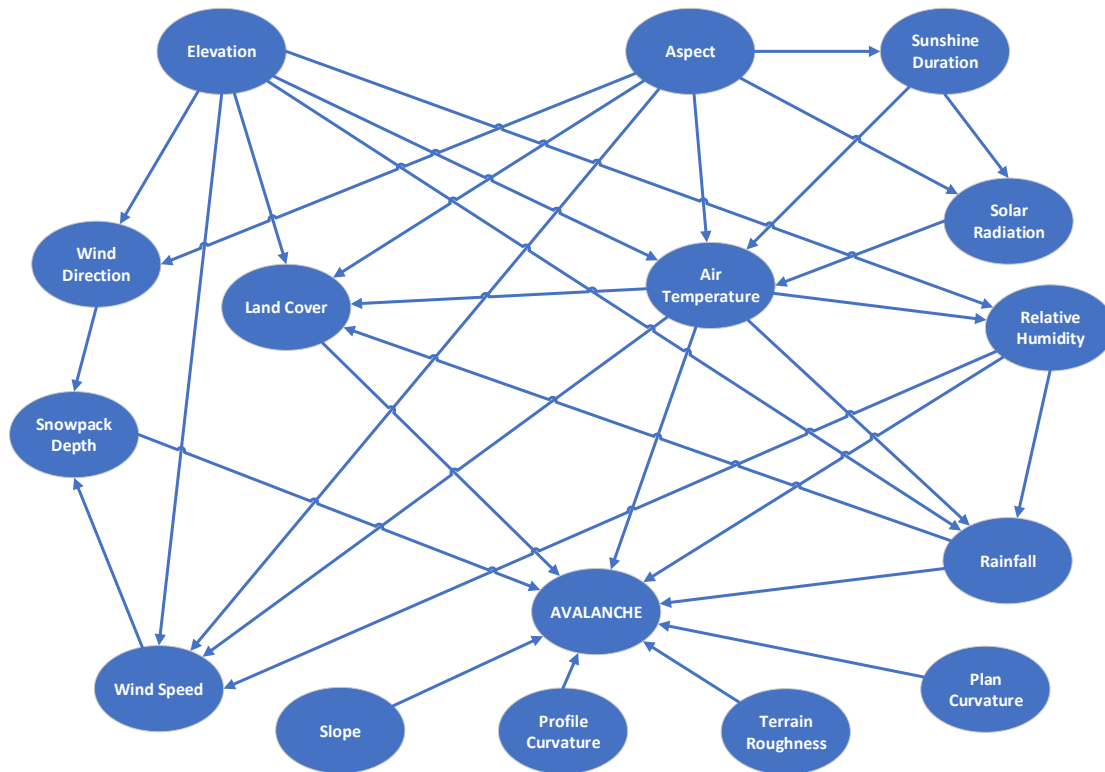 Elevation
Aspect
Sunshine
Duration
Wind
Direction
Land Cover
Air
Temperature
Solar
Radiation
Relative
Humidity
Snowpack
Depth
Rainfall
AVALANCHE
Wind Speed
Slope
Profile
Curvature
Terrain
Roughness
Plan
Curvature